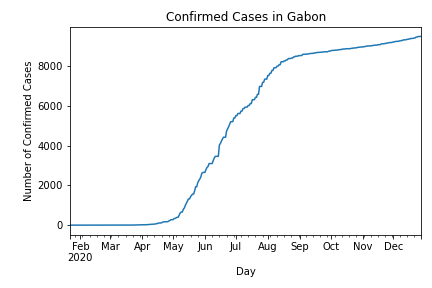 Confirmed Cases in Gabon
Number of Confirmed Cases
8000
6000
4000
2000
0
Feb Mar Apr May Jun Jul Aug Sep Oct Nov Dec
2020
Day